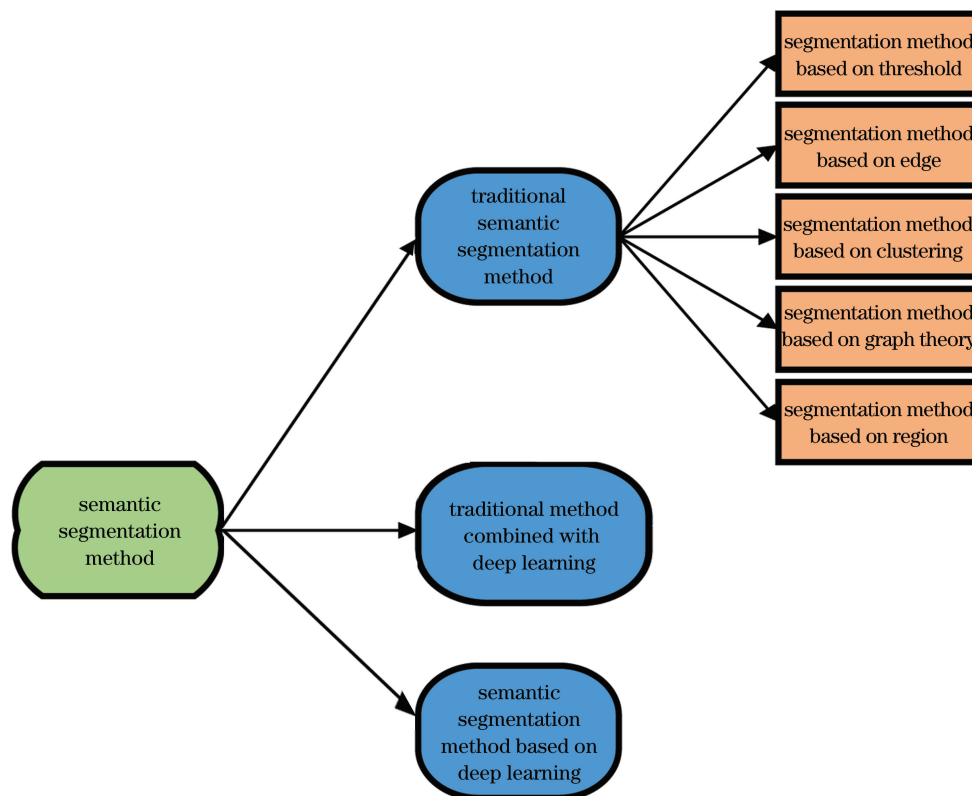 segmentation method
based on threshold
segmentation method
based on edge
traditional
semantic
segmentation
method
segmentation method
based on clustering
segmentation method
based on graph theory
segmentation method
based on region
semantic
segmentation
method
traditional method
combined with
deep learning
semantic
segmentation
method based on
deep learning